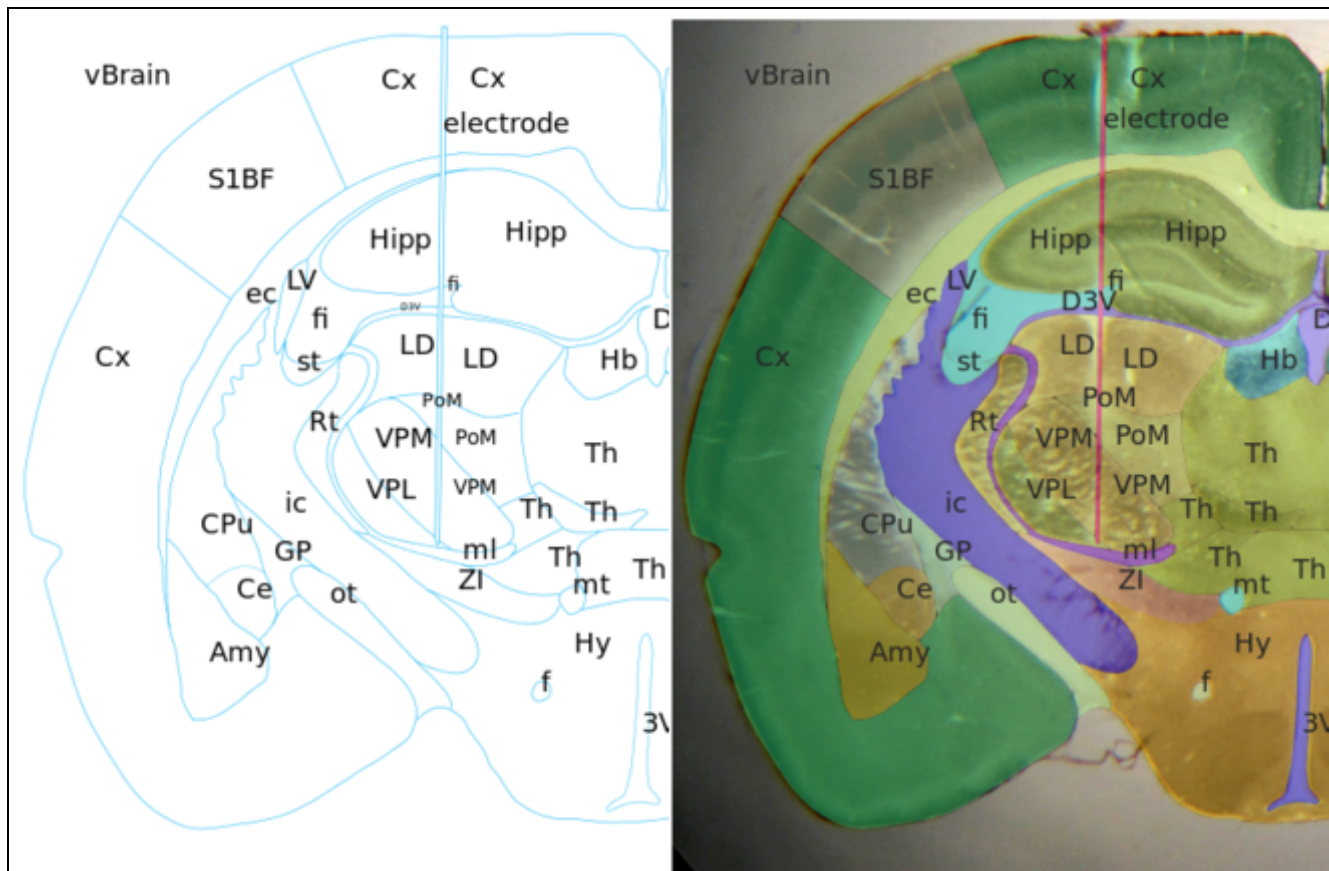 vBrain
Cx Cx
electrode
S1BF
Hipp Hipp
LV
ec fi
D3V
fi D
Cx st LD LD Hb
PoM
Rt VPM PoM Th
VPL VPM
ic Th Th
CPu
GP ml Th
ZI Th
Ce ot mt
Amy Hy
f
3V
vBrain
Cx Cx
electrode
S1BF
Hipp Hipp
LV fi
ec D3V
fi D
Cx st LD LD Hb
PoM
Rt VPM PoM Th
VPL VPM
ic Th Th
CPu
GP ml Th
ZI Th
Ce ot mt
Amy Hy
f
3V